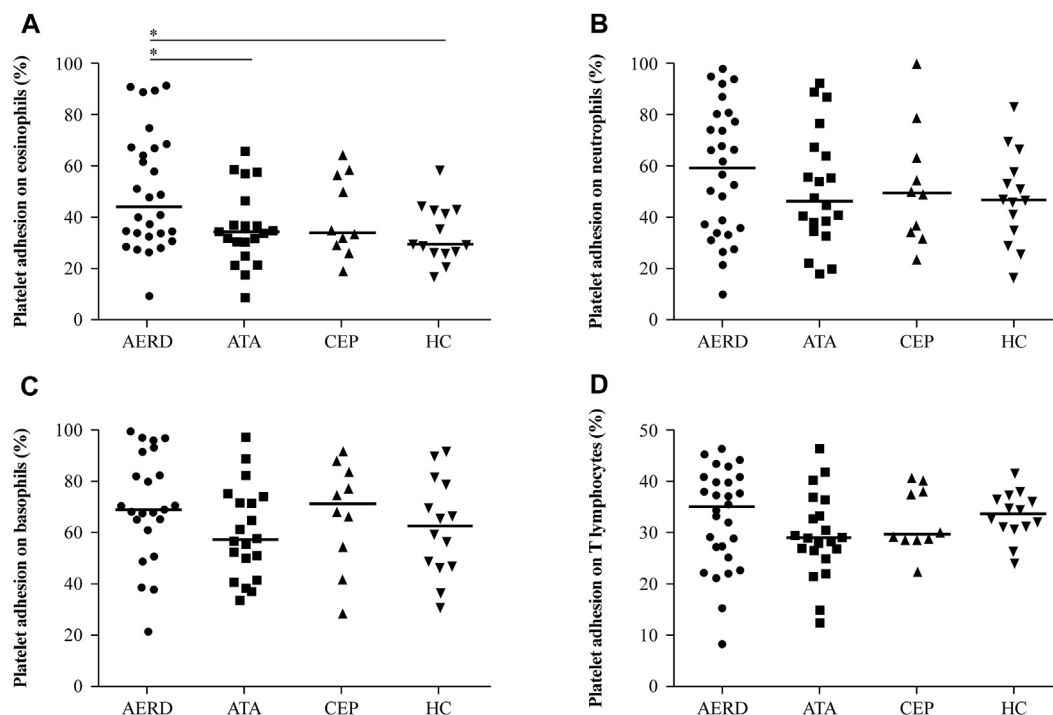 A
*
*
Platelet adhesion on eosinophils (%)
100
80
60
40
20
0
AERD ATA CEP HC
B
Platelet adhesion on neutrophils (%)
100
80
60
40
20
0
AERD ATA CEP HC
C
Platelet adhesion on basophils (%)
100
80
60
40
20
0
AERD ATA CEP HC
D
Platelet adhesion on T lymphocytes (%)
50
40
30
20
10
0
AERD ATA CEP HC